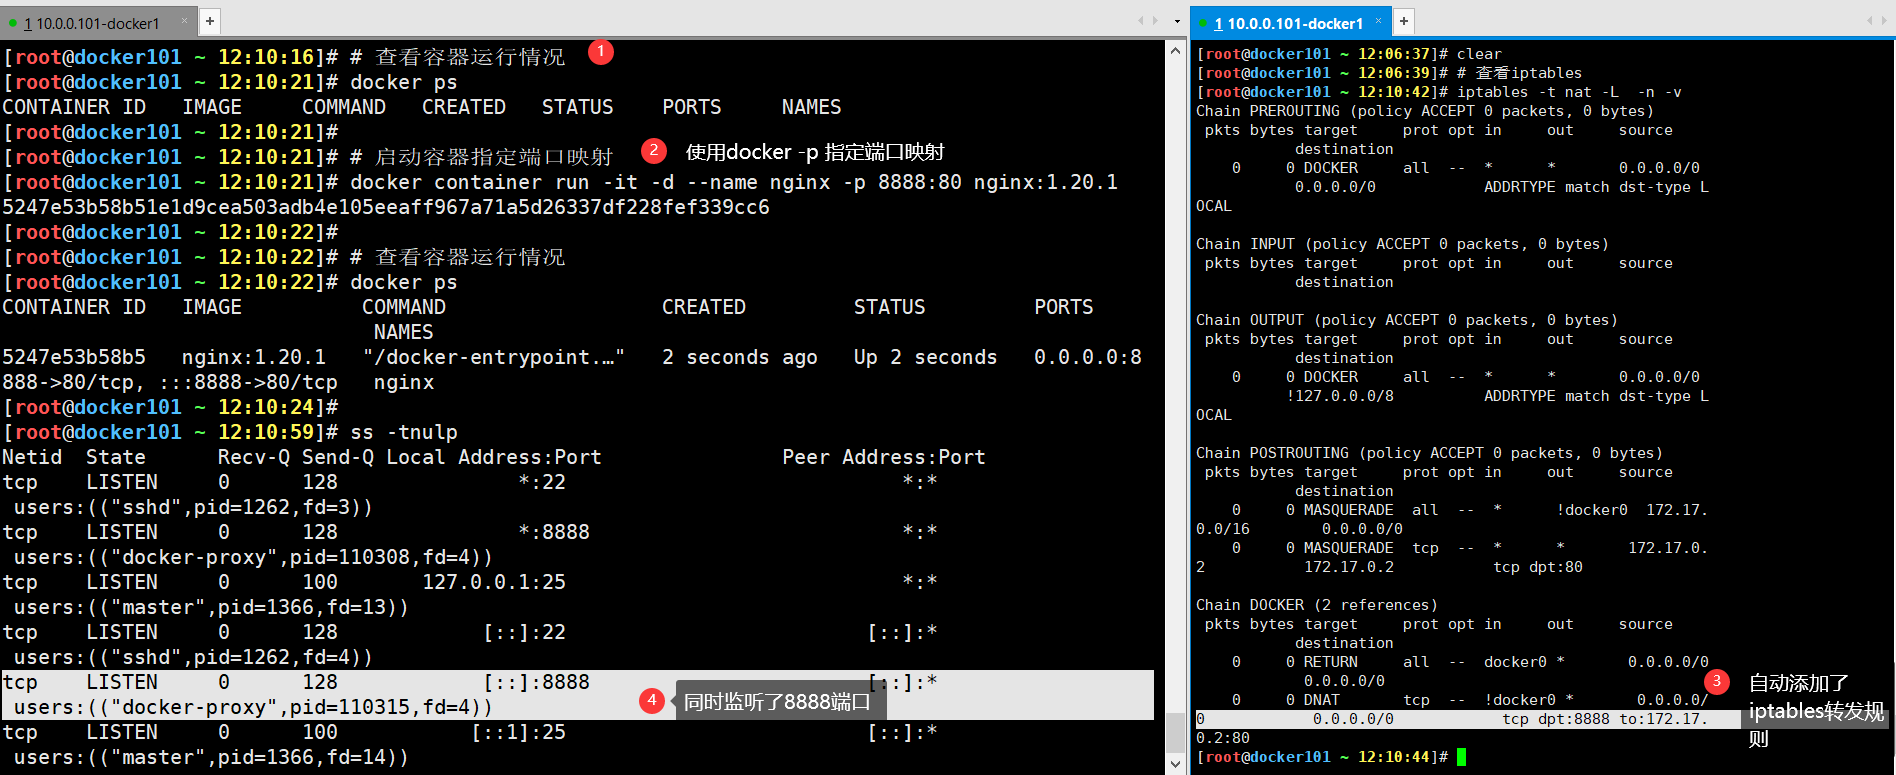 1 10.0.0.101-docker1 × +
[root@docker101 ~ 12:10:16]# # 查看容器运行情况 1
[root@docker101 ~ 12:10:21]# docker ps
CONTAINER ID IMAGE COMMAND CREATED STATUS PORTS NAMES
[root@docker101 ~ 12:10:21]#
[root@docker101 ~ 12:10:21]# # 启动容器指定端口映射 2 使用docker -p 指定端口映射
[root@docker101 ~ 12:10:21]# docker container run -it -d --name nginx -p 8888:80 nginx:1.20.1
5247e53b58b51e1d9cea503adb4e105eeaff967a71a5d26337df228fef339cc6
[root@docker101 ~ 12:10:22]#
[root@docker101 ~ 12:10:22]# # 查看容器运行情况
[root@docker101 ~ 12:10:22]# docker ps
CONTAINER ID IMAGE COMMAND CREATED STATUS PORTS
NAMES
5247e53b58b5 nginx:1.20.1 "/docker-entrypoint.…" 2 seconds ago Up 2 seconds 0.0.0.0:8
888->80/tcp, :::8888->80/tcp nginx
[root@docker101 ~ 12:10:24]#
[root@docker101 ~ 12:10:59]# ss -tnulp
Netid State Recv-Q Send-Q Local Address:Port Peer Address:Port
tcp LISTEN 0 128 *:22 *:*
users:(("sshd",pid=1262,fd=3))
tcp LISTEN 0 128 *:8888 *:*
users:(("docker-proxy",pid=110308,fd=4))
tcp LISTEN 0 100 127.0.0.1:25 *:*
users:(("master",pid=1366,fd=13))
tcp LISTEN 0 128 [::]:22 [::]:*
users:(("sshd",pid=1262,fd=4))
tcp LISTEN 0 128 [::]:8888 [::]:*
users:(("docker-proxy",pid=110315,fd=4)) 4 同时监听了8888端口
tcp LISTEN 0 100 [::1]:25 [::]:*
users:(("master",pid=1366,fd=14))
1 10.0.0.101-docker1 × +
[root@docker101 ~ 12:06:37]# clear
[root@docker101 ~ 12:06:39]# # 查看iptables
[root@docker101 ~ 12:10:42]# iptables -t nat -L -n -v
Chain PREROUTING (policy ACCEPT 0 packets, 0 bytes)
pkts bytes target prot opt in out source
destination
0 0 DOCKER all -- * * 0.0.0.0/0
0.0.0.0/0 ADDRTYPE match dst-type L
OCAL
Chain INPUT (policy ACCEPT 0 packets, 0 bytes)
pkts bytes target prot opt in out source
destination
Chain OUTPUT (policy ACCEPT 0 packets, 0 bytes)
pkts bytes target prot opt in out source
destination
0 0 DOCKER all -- * * 0.0.0.0/0
!127.0.0.0/8 ADDRTYPE match dst-type L
OCAL
Chain POSTROUTING (policy ACCEPT 0 packets, 0 bytes)
pkts bytes target prot opt in out source
destination
0 0 MASQUERADE all -- * !docker0 172.17.
0.0/16 0.0.0.0/0
0 0 MASQUERADE tcp -- * * 172.17.0.
2 172.17.0.2 tcp dpt:80
Chain DOCKER (2 references)
pkts bytes target prot opt in out source
destination
0 0 RETURN all -- docker0 * 0.0.0.0/0
0.0.0.0/0
0 0 DNAT tcp -- !docker0 * 0.0.0.0/
0 0.0.0.0/0 tcp dpt:8888 to:172.17.
0.2:80
[root@docker101 ~ 12:10:44]#
3 自动添加了
iptables转发规
则